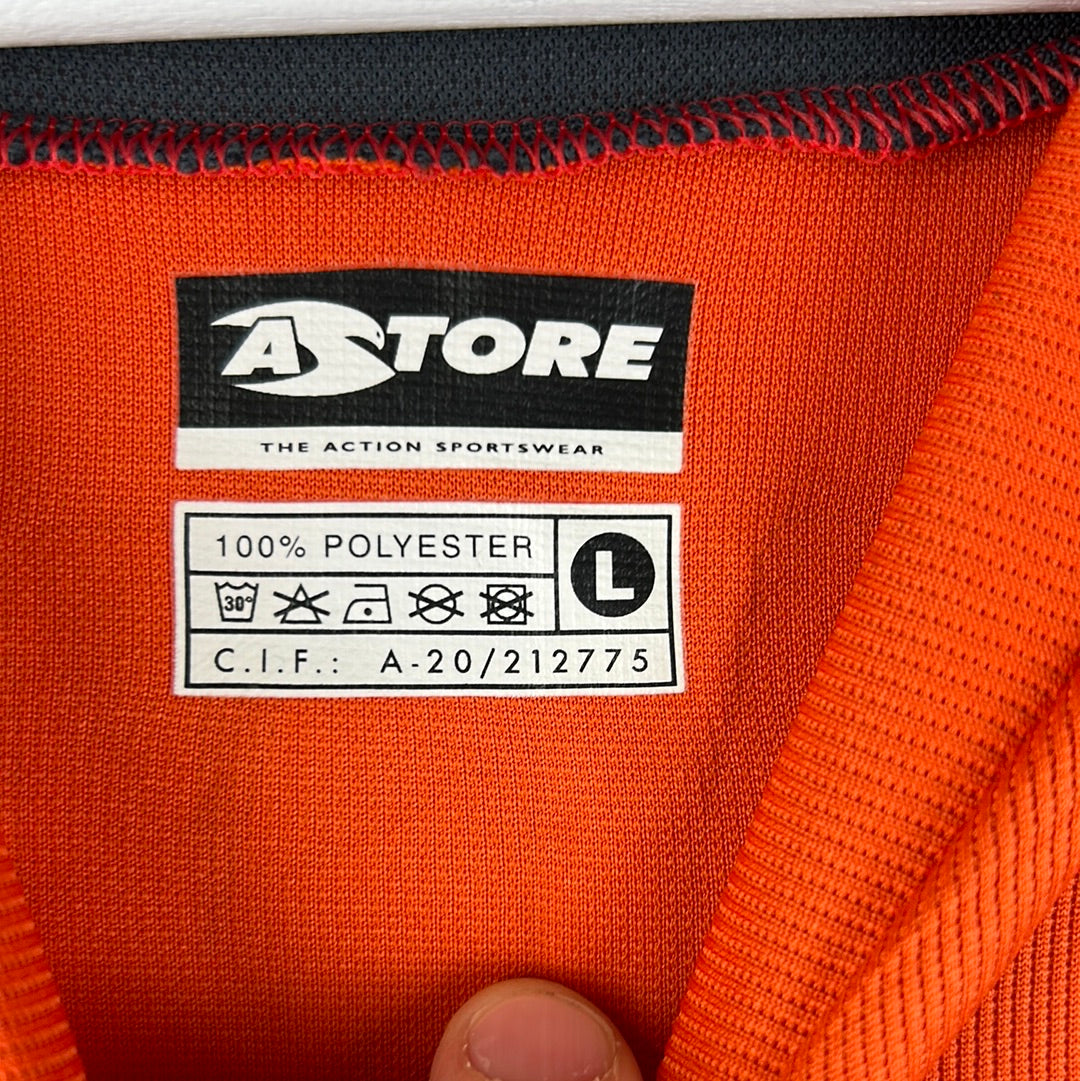 ASTORE
THE ACTION SPORTSWEAR
100% POLYESTER
L
30°
C.I.F.: A-20/212775